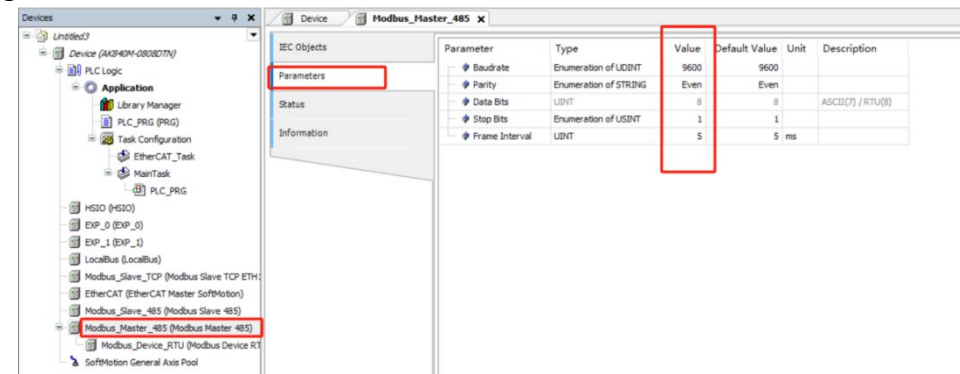 Devices
Untitled3
Device (AKB40M-0808DTN)
PLC Logic
Application
Library Manager
PLC_PRG (PRG)
Task Configuration
EtherCAT_Task
MainTask
PLC_PRG
HSIO (HSIO)
EXP_0 (EXP_0)
EXP_1 (EXP_1)
LocalBus (LocalBus)
Modbus_Slave_TCP (Modbus Slave TCP ETH1
EtherCAT (EtherCAT Master SoftMotion)
Modbus_Slave_485 (Modbus Slave 485)
Modbus_Master_485 (Modbus Master 485)
Modbus_Device_RTU (Modbus Device RT
SoftMotion General Axis Pool
Device Modbus_Master_485
IEC Objects
Parameters
Status
Information
Parameter Type Value Default Value Unit Description
Baudrate Enumeration of UDINT 9600 9600
Parity Enumeration of STRING Even Even
Data Bits UINT 8 8 ASCII(7) / RTU(8)
Stop Bits Enumeration of USINT 1 1
Frame Interval UINT 5 5 ms